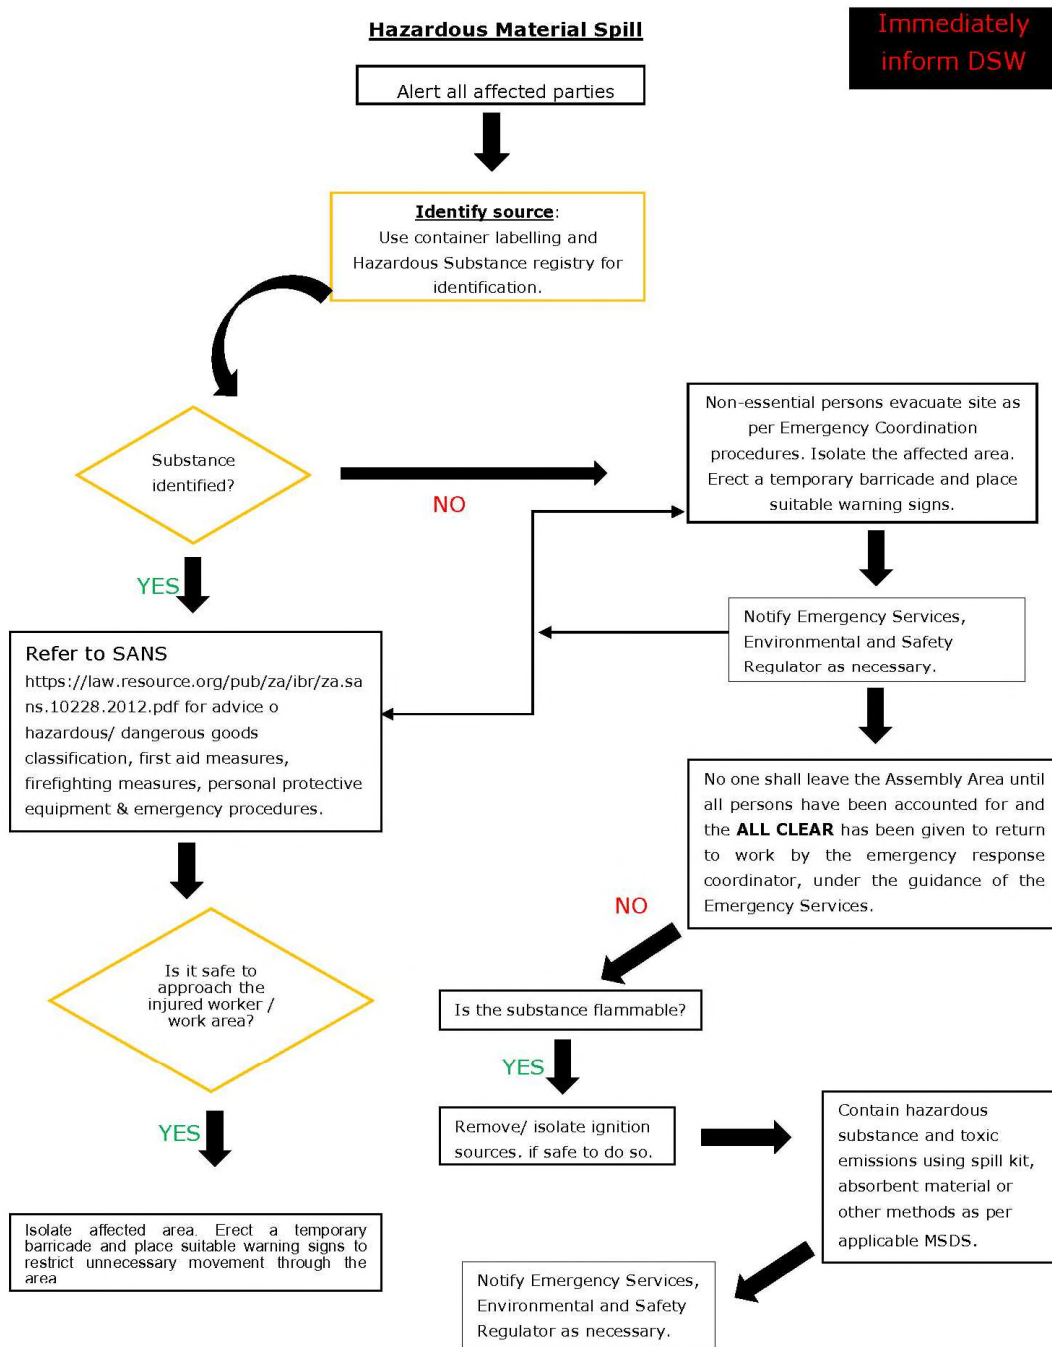 Hazardous Material Spill
Immediately
inform DSW
Alert all affected parties
Identify source:
Use container labelling and
Hazardous Substance registry for
identification.
Substance
identified?
NO
Non-essential persons evacuate site as
per Emergency Coordination
procedures. Isolate the affected area.
Erect a temporary barricade and place
suitable warning signs.
YES
Notify Emergency Services,
Environmental and Safety
Regulator as necessary.
Refer to SANS
https://law.resource.org/pub/za/ibr/za.sa
ns.10228.2012.pdf for advice o
hazardous/ dangerous goods
classification, first aid measures,
firefighting measures, personal protective
equipment & emergency procedures.
No one shall leave the Assembly Area until
all persons have been accounted for and
the ALL CLEAR has been given to return
to work by the emergency response
coordinator, under the guidance of the
Emergency Services.
NO
Is it safe to
approach the
injured worker /
work area?
Is the substance flammable?
YES
YES
Remove/ isolate ignition
sources. if safe to do so.
Contain hazardous
substance and toxic
emissions using spill kit,
absorbent material or
other methods as per
applicable MSDS.
Isolate affected area. Erect a temporary
barricade and place suitable warning signs to
restrict unnecessary movement through the
area
Notify Emergency Services,
Environmental and Safety
Regulator as necessary.